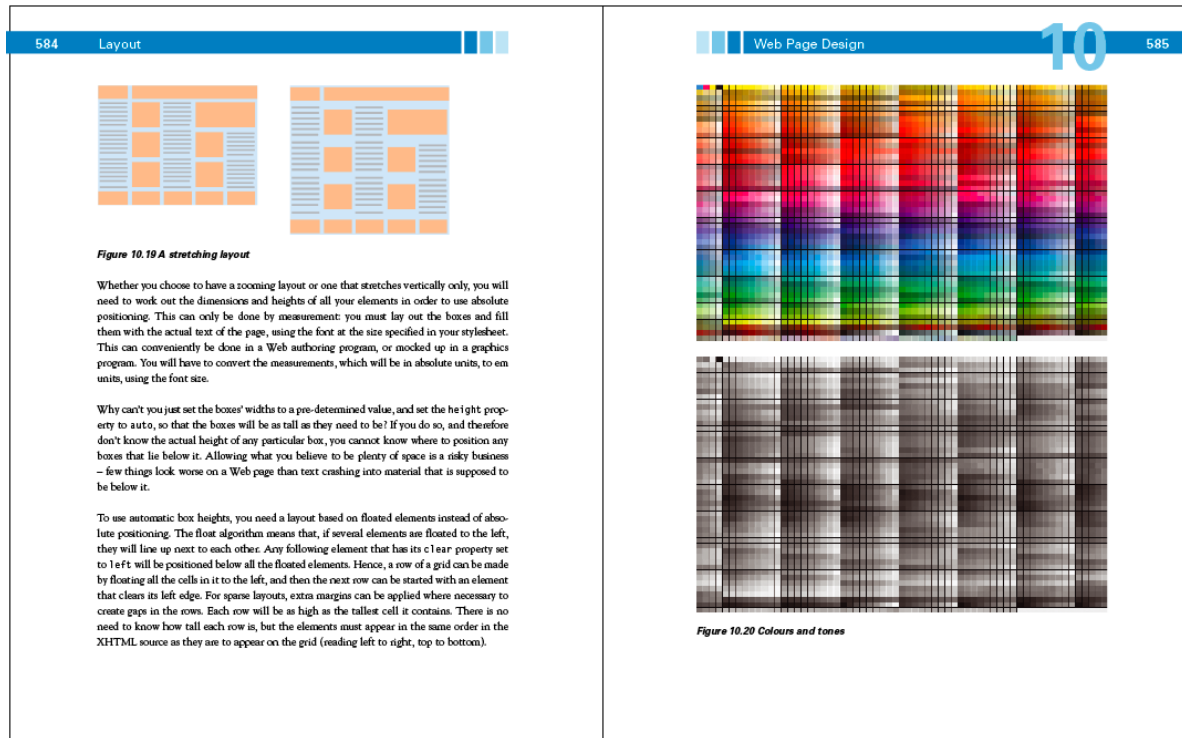 584 Layout
Figure 10.19 A stretching layout
Whether you choose to have a zooming layout or one that stretches vertically only, you will
need to work out the dimensions and heights of all your elements in order to use absolute
positioning. This can only be done by measurement: you must lay out the boxes and fill
them with the actual text of the page, using the font at the size specified in your stylesheet.
This can conveniently be done in a Web authoring program, or mocked up in a graphics
program. You will have to convert the measurements, which will be in absolute units, to em
units, using the font size.
Why can't you just set the boxes' widths to a pre-determined value, and set the height prop-
erty to auto, so that the boxes will be as tall as they need to be? If you do so, and therefore
don't know the actual height of any particular box, you cannot know where to position any
boxes that lie below it. Allowing what you believe to be plenty of space is a risky business
– few things look worse on a Web page than text crashing into material that is supposed to
be below it.
To use automatic box heights, you need a layout based on floated elements instead of abso-
lute positioning. The float algorithm means that, if several elements are floated to the left,
they will line up next to each other. Any following element that has its clear property set
to left will be positioned below all the floated elements. Hence, a row of a grid can be made
by floating all the cells in it to the left, and then the next row can be started with an element
that clears its left edge. For sparse layouts, extra margins can be applied where necessary to
create gaps in the rows. Each row will be as high as the tallest cell it contains. There is no
need to know how tall each row is, but the elements must appear in the same order in the
XHTML source as they are to appear on the grid (reading left to right, top to bottom).
Web Page Design 10 585
Figure 10.20 Colours and tones